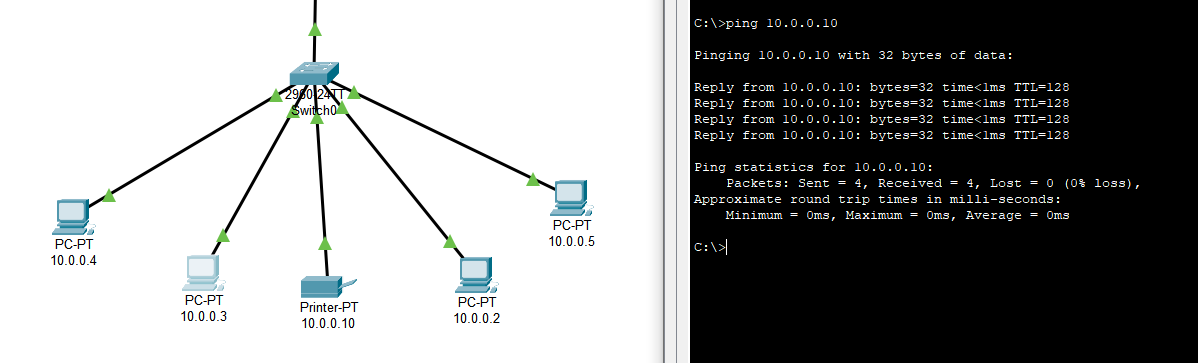 2960-24TT
Switch0
PC-PT
10.0.0.4
PC-PT
10.0.0.3
Printer-PT
10.0.0.10
PC-PT
10.0.0.2
PC-PT
10.0.0.5
C:\>ping 10.0.0.10
Pinging 10.0.0.10 with 32 bytes of data:
Reply from 10.0.0.10: bytes=32 time<1ms TTL=128
Reply from 10.0.0.10: bytes=32 time<1ms TTL=128
Reply from 10.0.0.10: bytes=32 time<1ms TTL=128
Reply from 10.0.0.10: bytes=32 time<1ms TTL=128
Ping statistics for 10.0.0.10:
Packets: Sent = 4, Received = 4, Lost = 0 (0% loss),
Approximate round trip times in milli-seconds:
Minimum = 0ms, Maximum = 0ms, Average = 0ms
C:\>